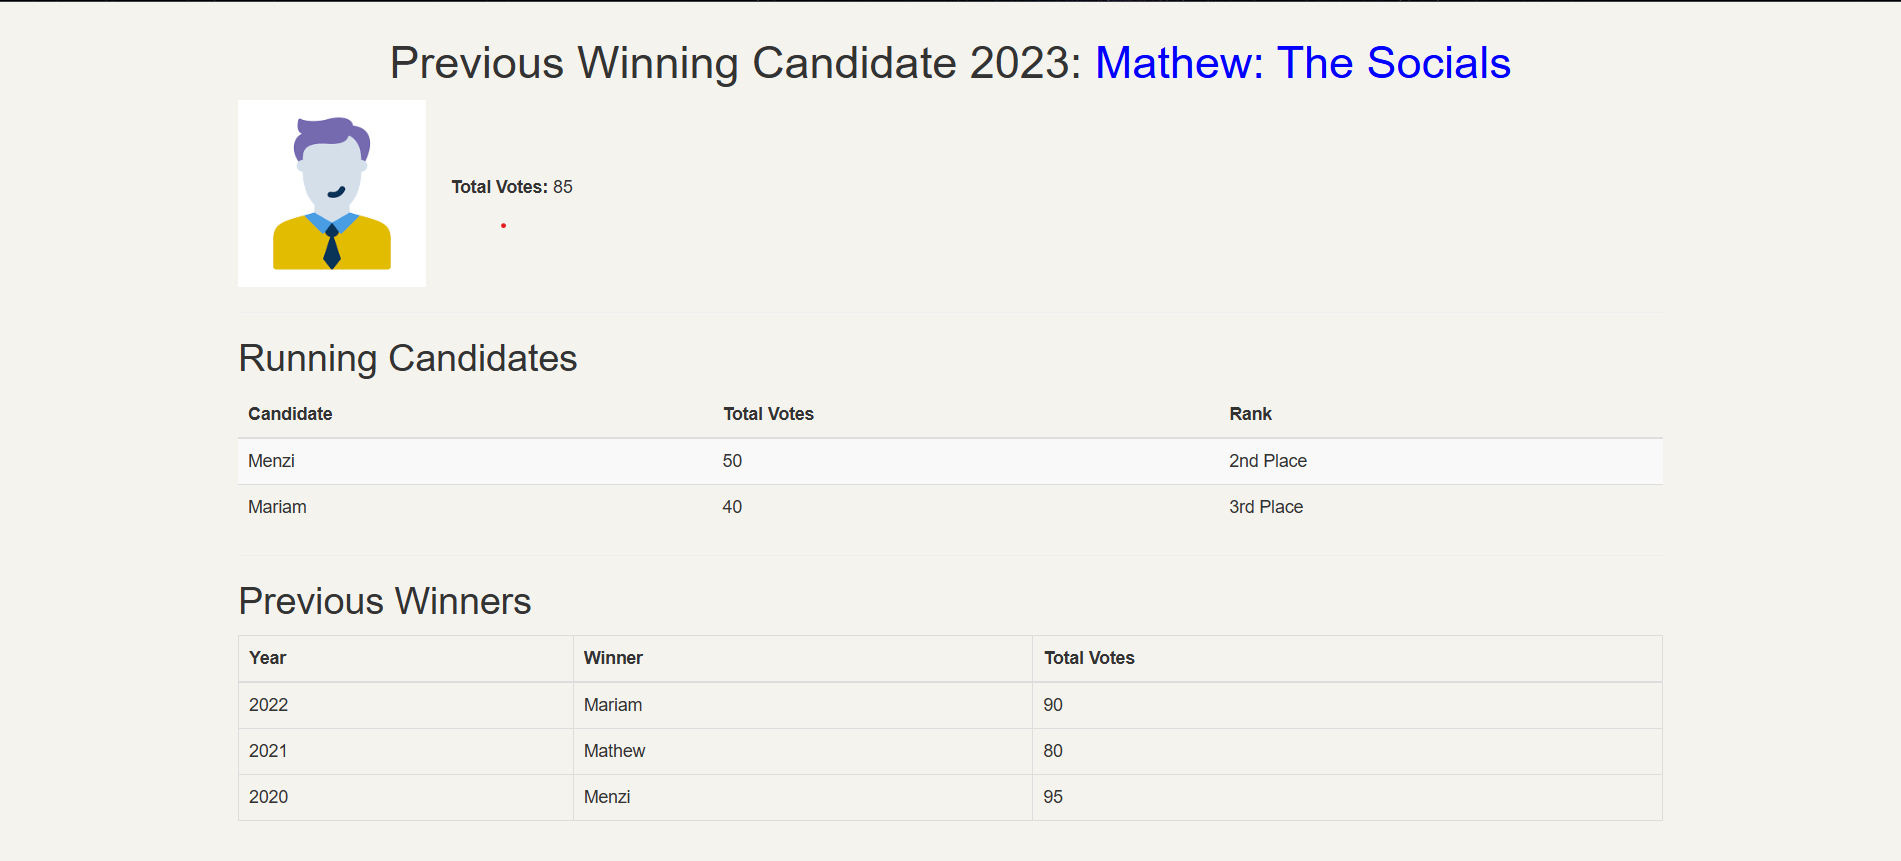 Previous Winning Candidate 2023: Mathew: The Socials
Total Votes: 85
Running Candidates
Candidate Total Votes Rank
Menzi 50 2nd Place
Mariam 40 3rd Place
Previous Winners
Year Winner Total Votes
2022 Mariam 90
2021 Mathew 80
2020 Menzi 95